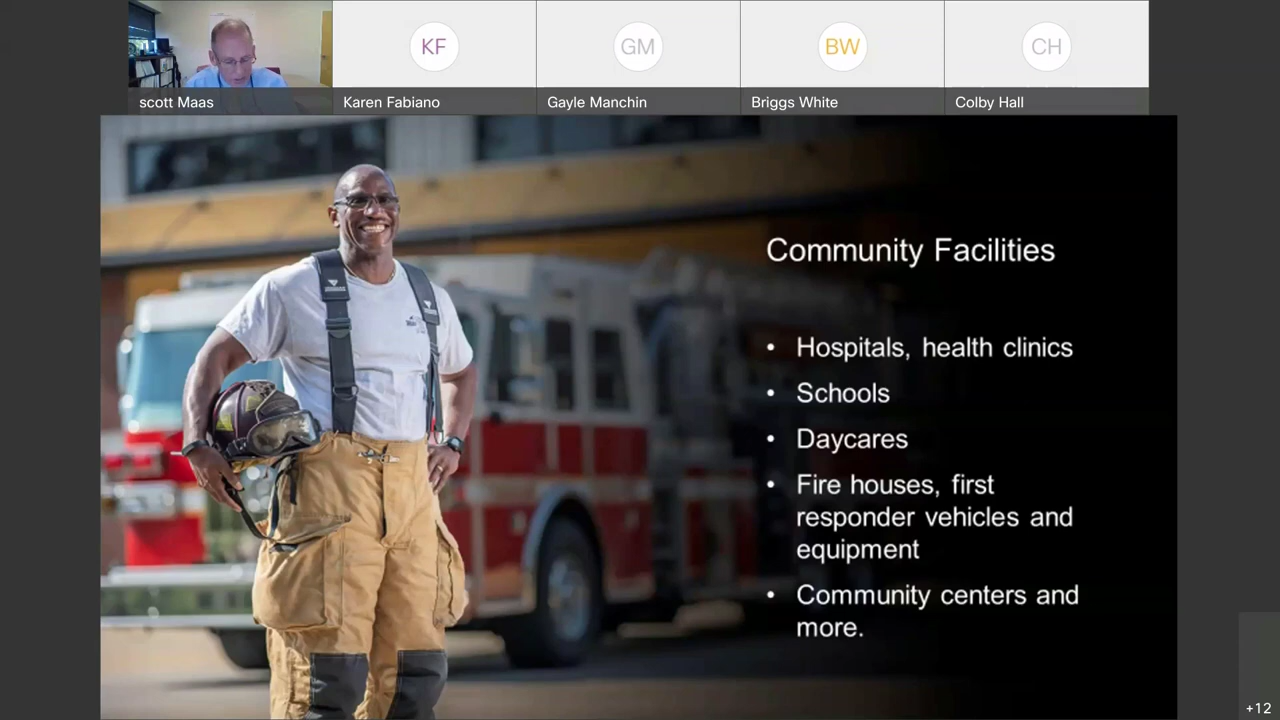 KF
GM
BW
CH
scott Maas
Karen Fabiano
Gayle Manchin
Briggs White
Colby Hall
Community Facilities
• Hospitals, health clinics
• Schools
• Daycares
• Fire houses, first
responder vehicles and
equipment
• Community centers and
more.
+12